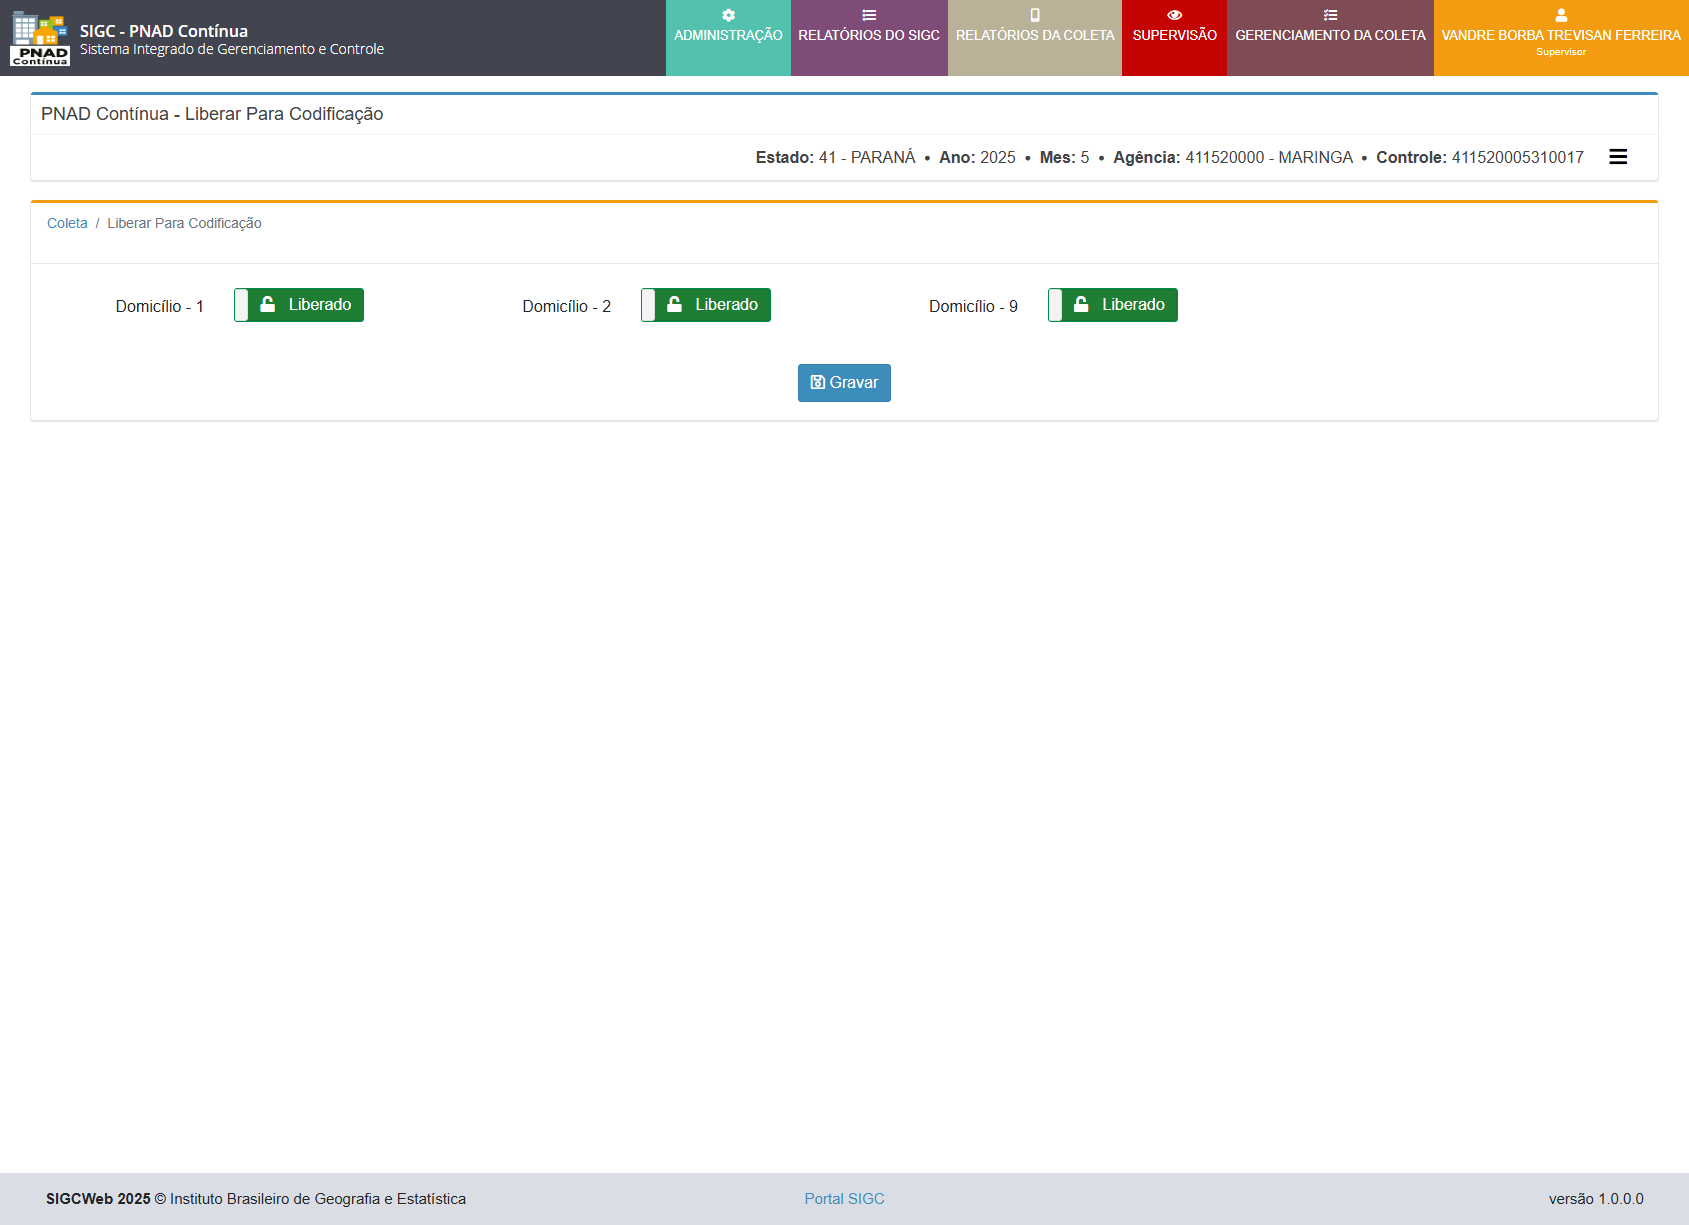 PNAD
Contínua
SIGC - PNAD Contínua
Sistema Integrado de Gerenciamento e Controle
ADMINISTRAÇÃO
RELATÓRIOS DO SIGC
RELATÓRIOS DA COLETA
SUPERVISÃO
GERENCIAMENTO DA COLETA
VANDRE BORBA TREVISAN FERREIRA
Supervisor
PNAD Contínua - Liberar Para Codificação
Estado: 41 - PARANÁ • Ano: 2025 • Mes: 5 • Agência: 411520000 - MARINGA • Controle: 411520005310017
Coleta / Liberar Para Codificação
Domicílio - 1 Liberado
Domicílio - 2 Liberado
Domicílio - 9 Liberado
Gravar
SIGCWeb 2025 © Instituto Brasileiro de Geografia e Estatística
Portal SIGC
versão 1.0.0.0